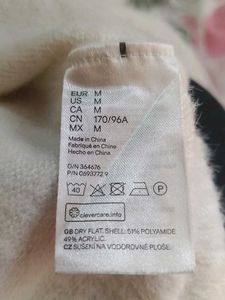 EUR M
US M
CA M
CN 170/96A
MX M
Made in China
Fabriqué en Chine
Hecho en China
O/N 364676
P/N 0693772 9
40
P
clevercare.info
GB DRY FLAT. SHELL: 51% POLYAMIDE
49% ACRYLIC.
CZ SUŠENÍ NA VODOROVNÉ PLOŠE.